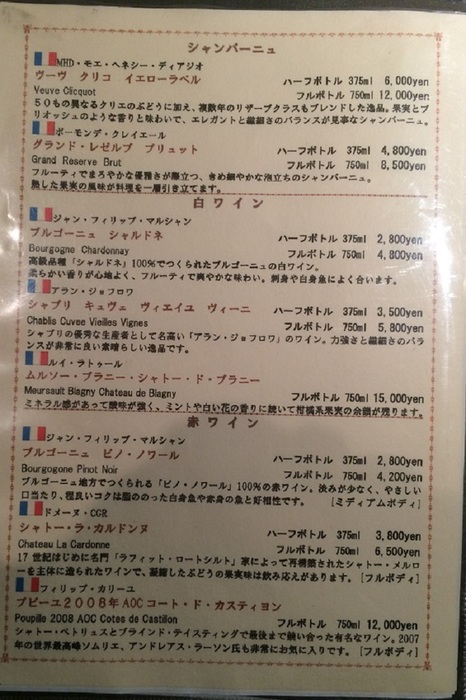 シャンパーニュ
MHD・モエ・ヘネシー・ディアジオ
ヴーヴ クリコ イエローラベル ハーフボトル 375ml 6,000yen
Veuve Clicquot フルボトル 750ml 12,000yen
50もの異なるクリエのぶどうに加え、複数年のリザーブクラスもブレンドした逸品。果実とブ
リオッシュのような香りと味わいで、エレガントと繊細さのバランスが見事なシャンパーニュ。
ボーモンデ・クレイエール
グランド・レゼルブ ブリュット ハーフボトル 375ml 4,800yen
Grand Reserve Brut フルボトル 750ml 8,500yen
フルーティでまろやかな優雅さが際立つ、きめ細やかな泡立ちのシャンパーニュ。
熟した果実の風味が料理を一層引き立てます。
白ワイン
ジャン・フィリップ・マルシャン
ブルゴーニュ シャルドネ ハーフボトル 375ml 2,800yen
Bourgogne Chardonnay フルボトル 750ml 4,800yen
高級品種「シャルドネ」100%でつくられたブルゴーニュの白ワイン。
柔らかい香りが心地よく、フルーティで爽やかな味わい。刺身や白身魚によく合います。
アラン・ジョフロワ
シャブリ キュヴェ ヴィエイユ ヴィーニ ハーフボトル 375ml 3,500yen
Chablis Cuvee Vieilles Vignes フルボトル 750ml 5,800yen
シャブリの優秀な生産者として名高い「アラン・ジョフロワ」のワイン。力強さと繊細さのバラ
ンスが非常に良い素晴らしい逸品です。
ルイ・ラトゥール
ムルソー・ブラニー・シャトー・ド・ブラニー
Meursault Blagny Chateau de Blagny フルボトル 750ml 15,000yen
ミネラル感があって酸味が強く、ミントや白い花の香りに続いて柑橘系果実の余韻が残ります。
赤ワイン
ジャン・フィリップ・マルシャン
ブルゴーニュ ピノ・ノワール ハーフボトル 375ml 2,800yen
Bourgogone Pinot Noir フルボトル 750ml 4,200yen
ブルゴーニュ地方でつくられる「ピノ・ノワール」100%の赤ワイン。渋みが少なく、やさしい
口当たり、程良いコクは脂ののった白身魚や赤身の魚と好相性です。 [ミディアムボディ]
ドメーヌ・CGR
シャトー・ラ・カルドンヌ ハーフボトル 375ml 3,800yen
Chateau La Cardonne フルボトル 750ml 6,500yen
17世紀はじめに名門「ラフィット・ロートシルト」家によって再構築されたシャトー・メルロ
ーを主体に造られたワインで、凝縮したぶどうの果実味は飲み応えがあります。[フルボディ]
フィリップ・カリーユ
プピーユ2008年 AOC コート・ド・カスティヨン
Poupille 2008 AOC Cotes de Castillon フルボトル 750ml 12,000yen
シャトー・ペトリュスとブラインド・テイスティングで最後まで競い合った有名なワイン。2007
年の世界最高峰ソムリエ、アンドレアス・ラーソン氏も非常にお気に入りです。[フルボディ]